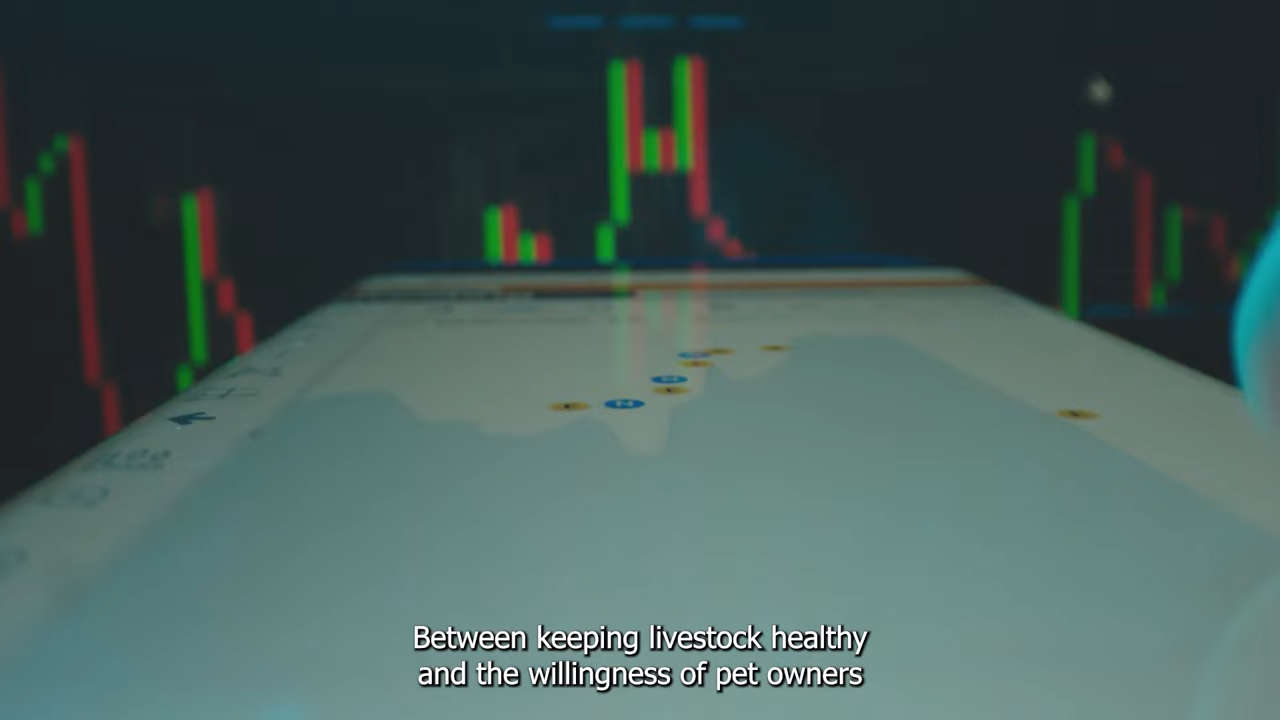 N
Between keeping livestock healthy
and the willingness of pet owners